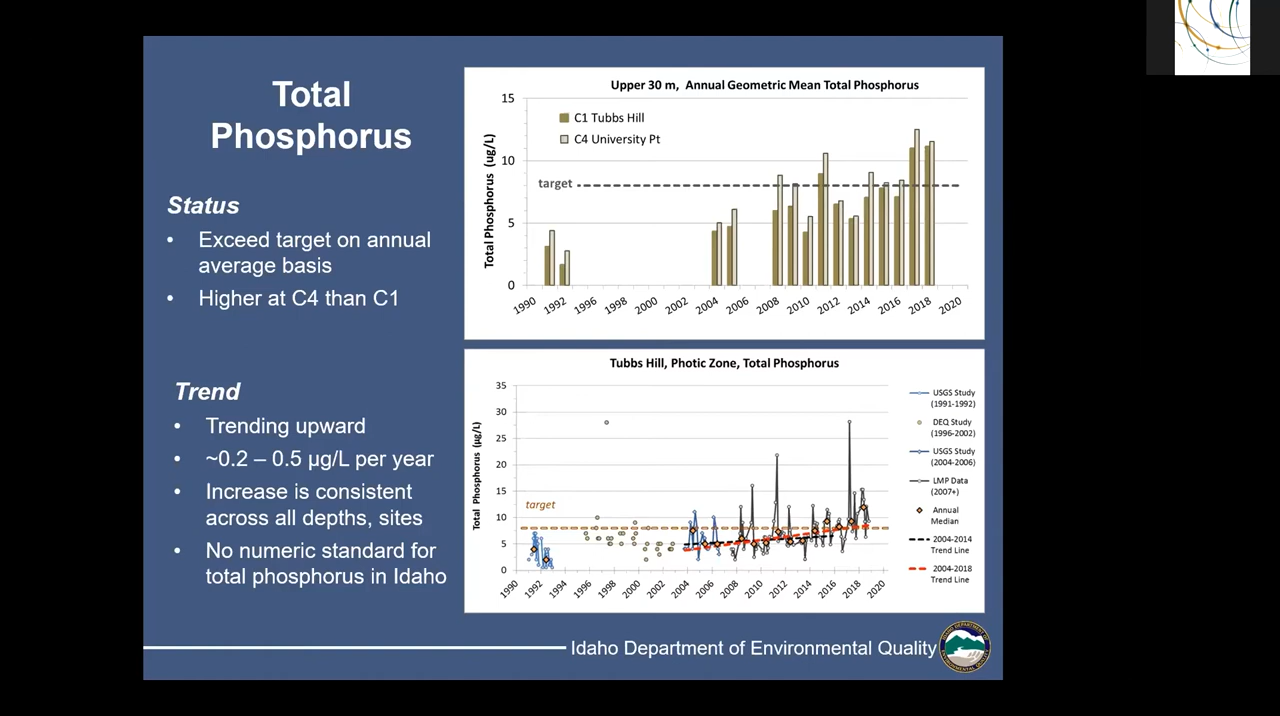 Total
Phosphorus
Status
• Exceed target on annual
average basis
• Higher at C4 than C1
Trend
• Trending upward
• ~0.2 – 0.5 µg/L per year
• Increase is consistent
across all depths, sites
• No numeric standard for
total phosphorus in Idaho
Upper 30 m, Annual Geometric Mean Total Phosphorus
Total Phosphorus (ug/L)
15
10
5
0
C1 Tubbs Hill
C4 University Pt
target
1990 1992 1996 1998 2000 2002 2004 2006 2008 2010 2012 2014 2016 2018 2020
Tubbs Hill, Photic Zone, Total Phosphorus
Total Phosphorus (µg/L)
35
30
25
20
15
10
5
0
target
1990 1992 1994 1996 1998 2000 2002 2004 2006 2008 2010 2012 2014 2016 2018 2020
USGS Study
(1991-1992)
DEQ Study
(1996-2002)
USGS Study
(2004-2006)
LMP Data
(2007+)
Annual
Median
2004-2014
Trend Line
2004-2018
Trend Line
Idaho Department of Environmental Quality